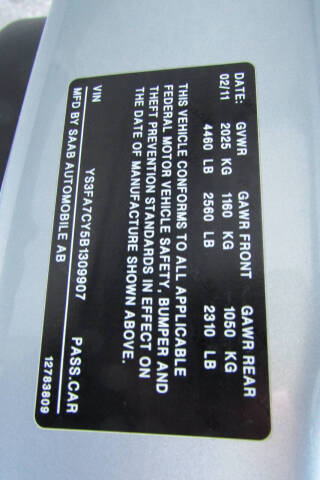 DATE: GVWR GAWR FRONT GAWR REAR
02/11 2025 KG 1160 KG 1050 KG
4460 LB 2560 LB 2310 LB
THIS VEHICLE CONFORMS TO ALL APPLICABLE
FEDERAL MOTOR VEHICLE SAFETY, BUMPER AND
THEFT PREVENTION STANDARDS IN EFFECT ON
THE DATE OF MANUFACTURE SHOWN ABOVE.
VIN YS3FA7CY5B1309907 PASS.CAR
MFD BY SAAB AUTOMOBILE AB 12783809